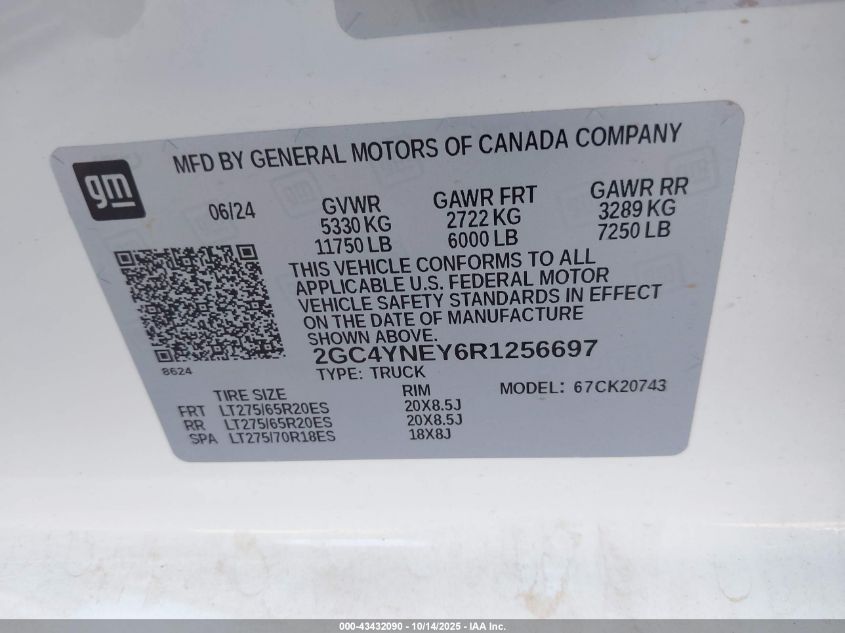 gm
MFD BY GENERAL MOTORS OF CANADA COMPANY
06/24
GVWR
5330 KG
11750 LB
GAWR FRT
2722 KG
6000 LB
GAWR RR
3289 KG
7250 LB
THIS VEHICLE CONFORMS TO ALL
APPLICABLE U.S. FEDERAL MOTOR
VEHICLE SAFETY STANDARDS IN EFFECT
ON THE DATE OF MANUFACTURE
SHOWN ABOVE.
8624
2GC4YNEY6R1256697
TYPE: TRUCK
MODEL: 67CK20743
TIRE SIZE RIM
FRT LT275/65R20ES 20X8.5J
RR LT275/65R20ES 20X8.5J
SPA LT275/70R18ES 18X8J
000-43432090 - 10/14/2025 - IAA Inc.